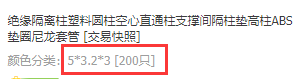 绝缘隔离柱塑料圆柱空心直通柱支撑间隔柱垫高柱ABS
垫圈尼龙套管 [交易快照]
颜色分类: 5*3.2*3 [200只]